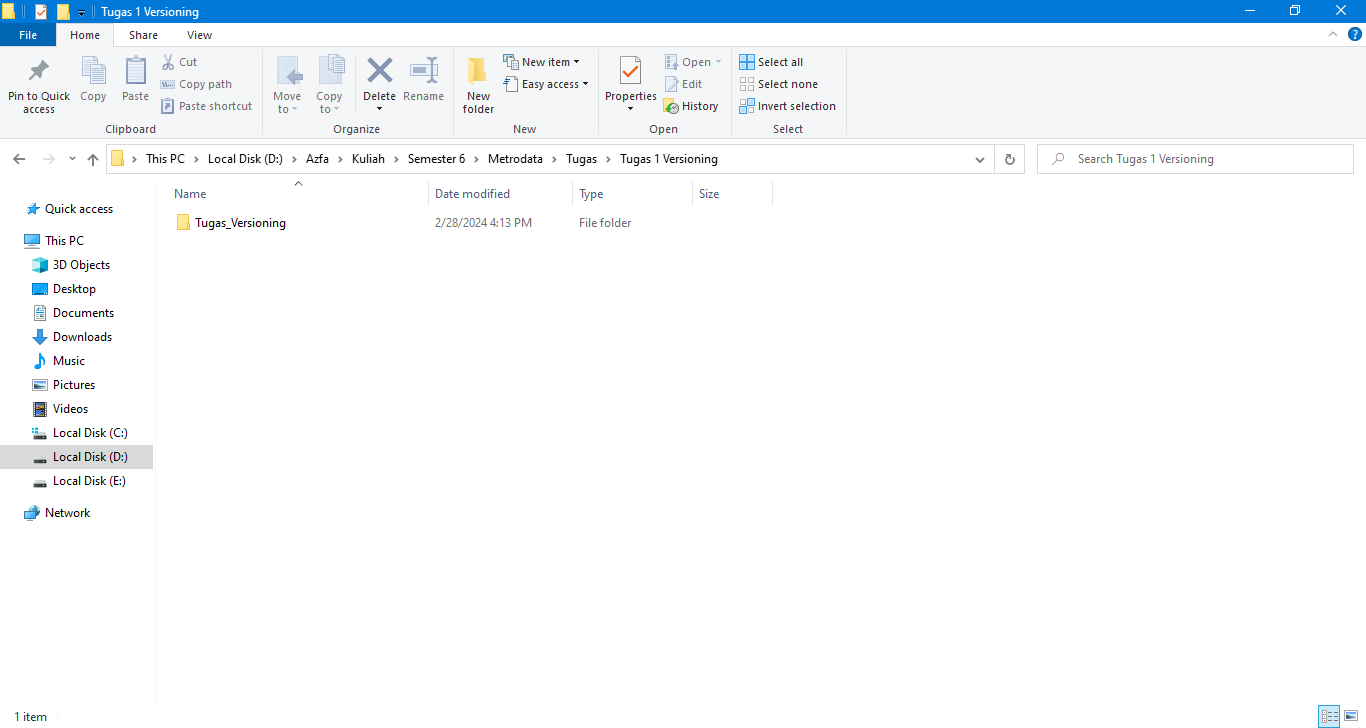 Tugas 1 Versioning
File Home Share View
Pin to Quick access
Copy
Paste
Cut
Copy path
Paste shortcut
Clipboard
Move to
Copy to
Delete
Rename
Organize
New folder
New item
Easy access
New
Properties
Open
Edit
History
Open
Select all
Select none
Invert selection
Select
This PC Local Disk (D:) Azfa Kuliah Semester 6 Metrodata Tugas Tugas 1 Versioning
Search Tugas 1 Versioning
Quick access
This PC
3D Objects
Desktop
Documents
Downloads
Music
Pictures
Videos
Local Disk (C:)
Local Disk (D:)
Local Disk (E:)
Network
Name Date modified Type Size
Tugas_Versioning 2/28/2024 4:13 PM File folder
1 item